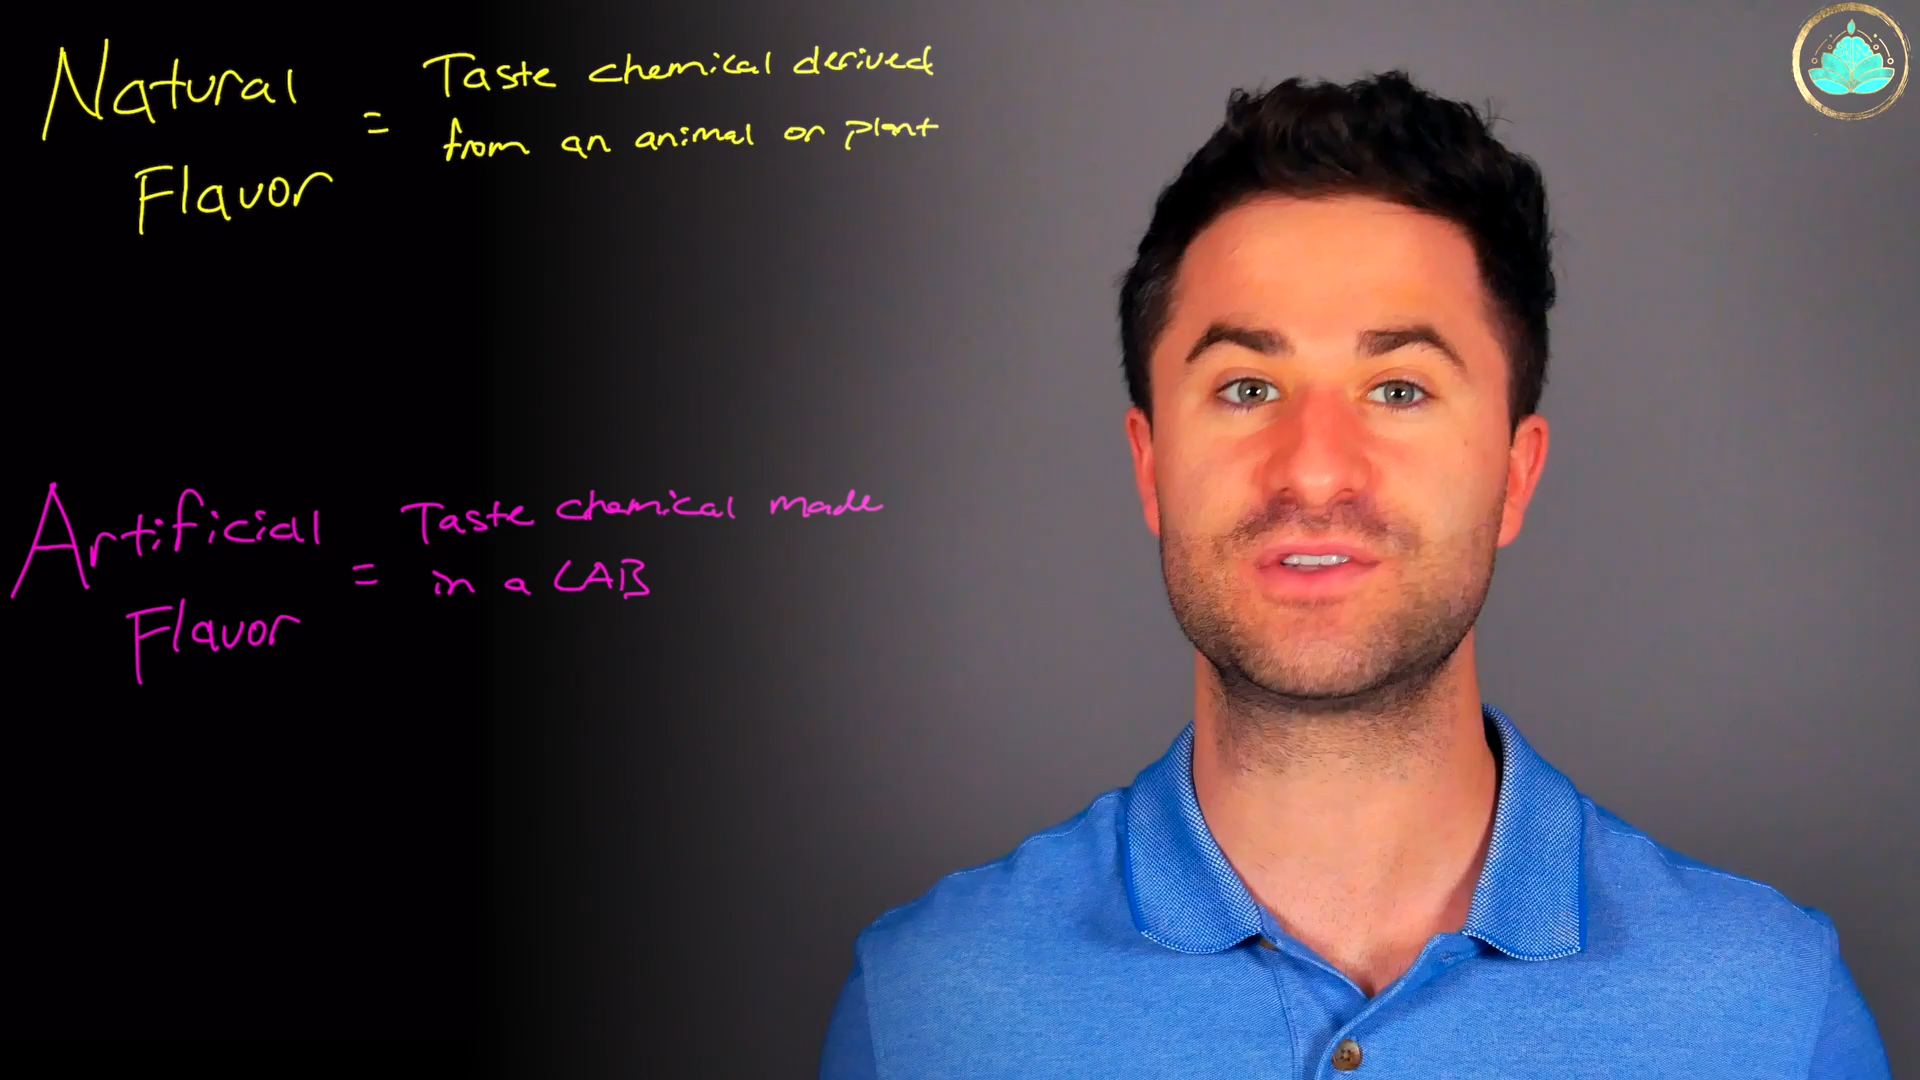 Natural
Flavor
=
Taste chemical derived
from an animal or plant
Artificial
Flavor
=
Taste chemical made
in a LAB